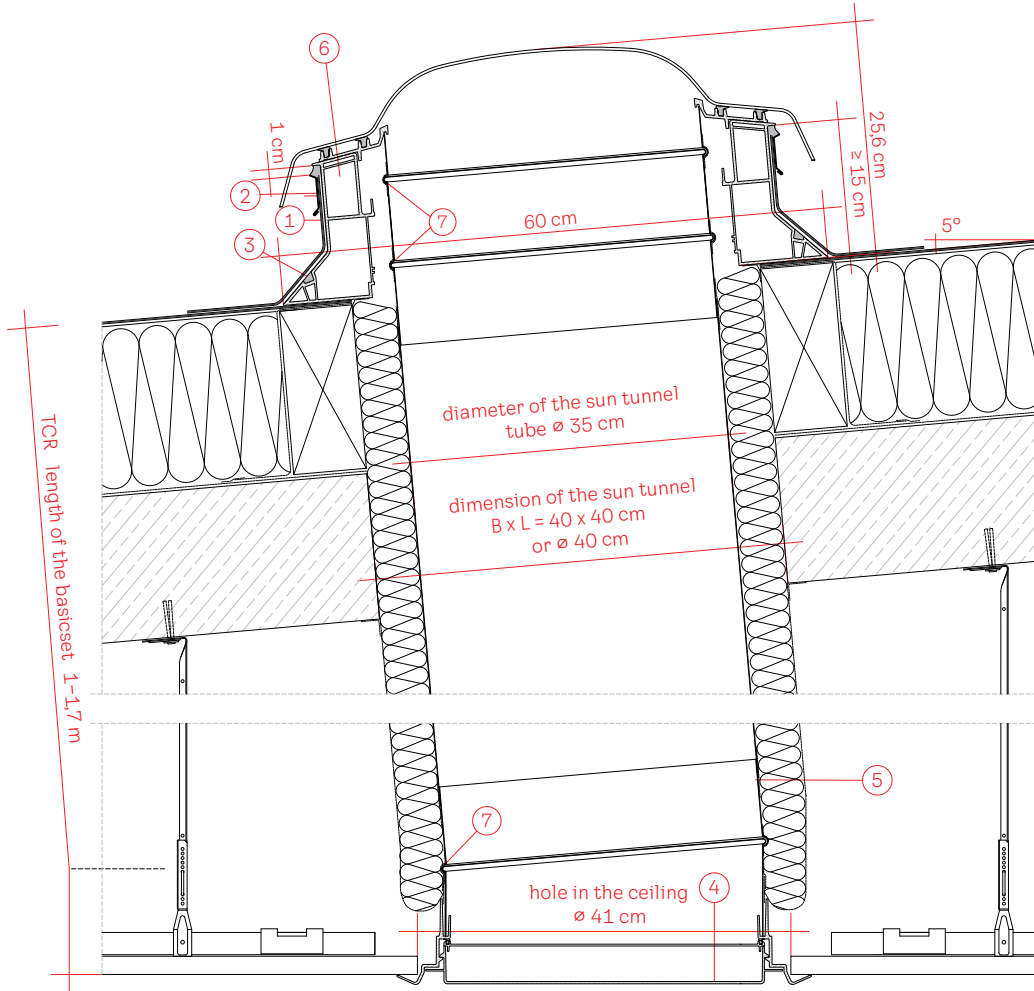 6
1 cm
25,6 cm
≥ 15 cm
2
1
7
60 cm
5°
3
diameter of the sun tunnel
tube ø 35 cm
dimension of the sun tunnel
B x L = 40 x 40 cm
or ø 40 cm
TCR length of the basicset 1-1,7 m
5
7
hole in the ceiling
ø 41 cm
4